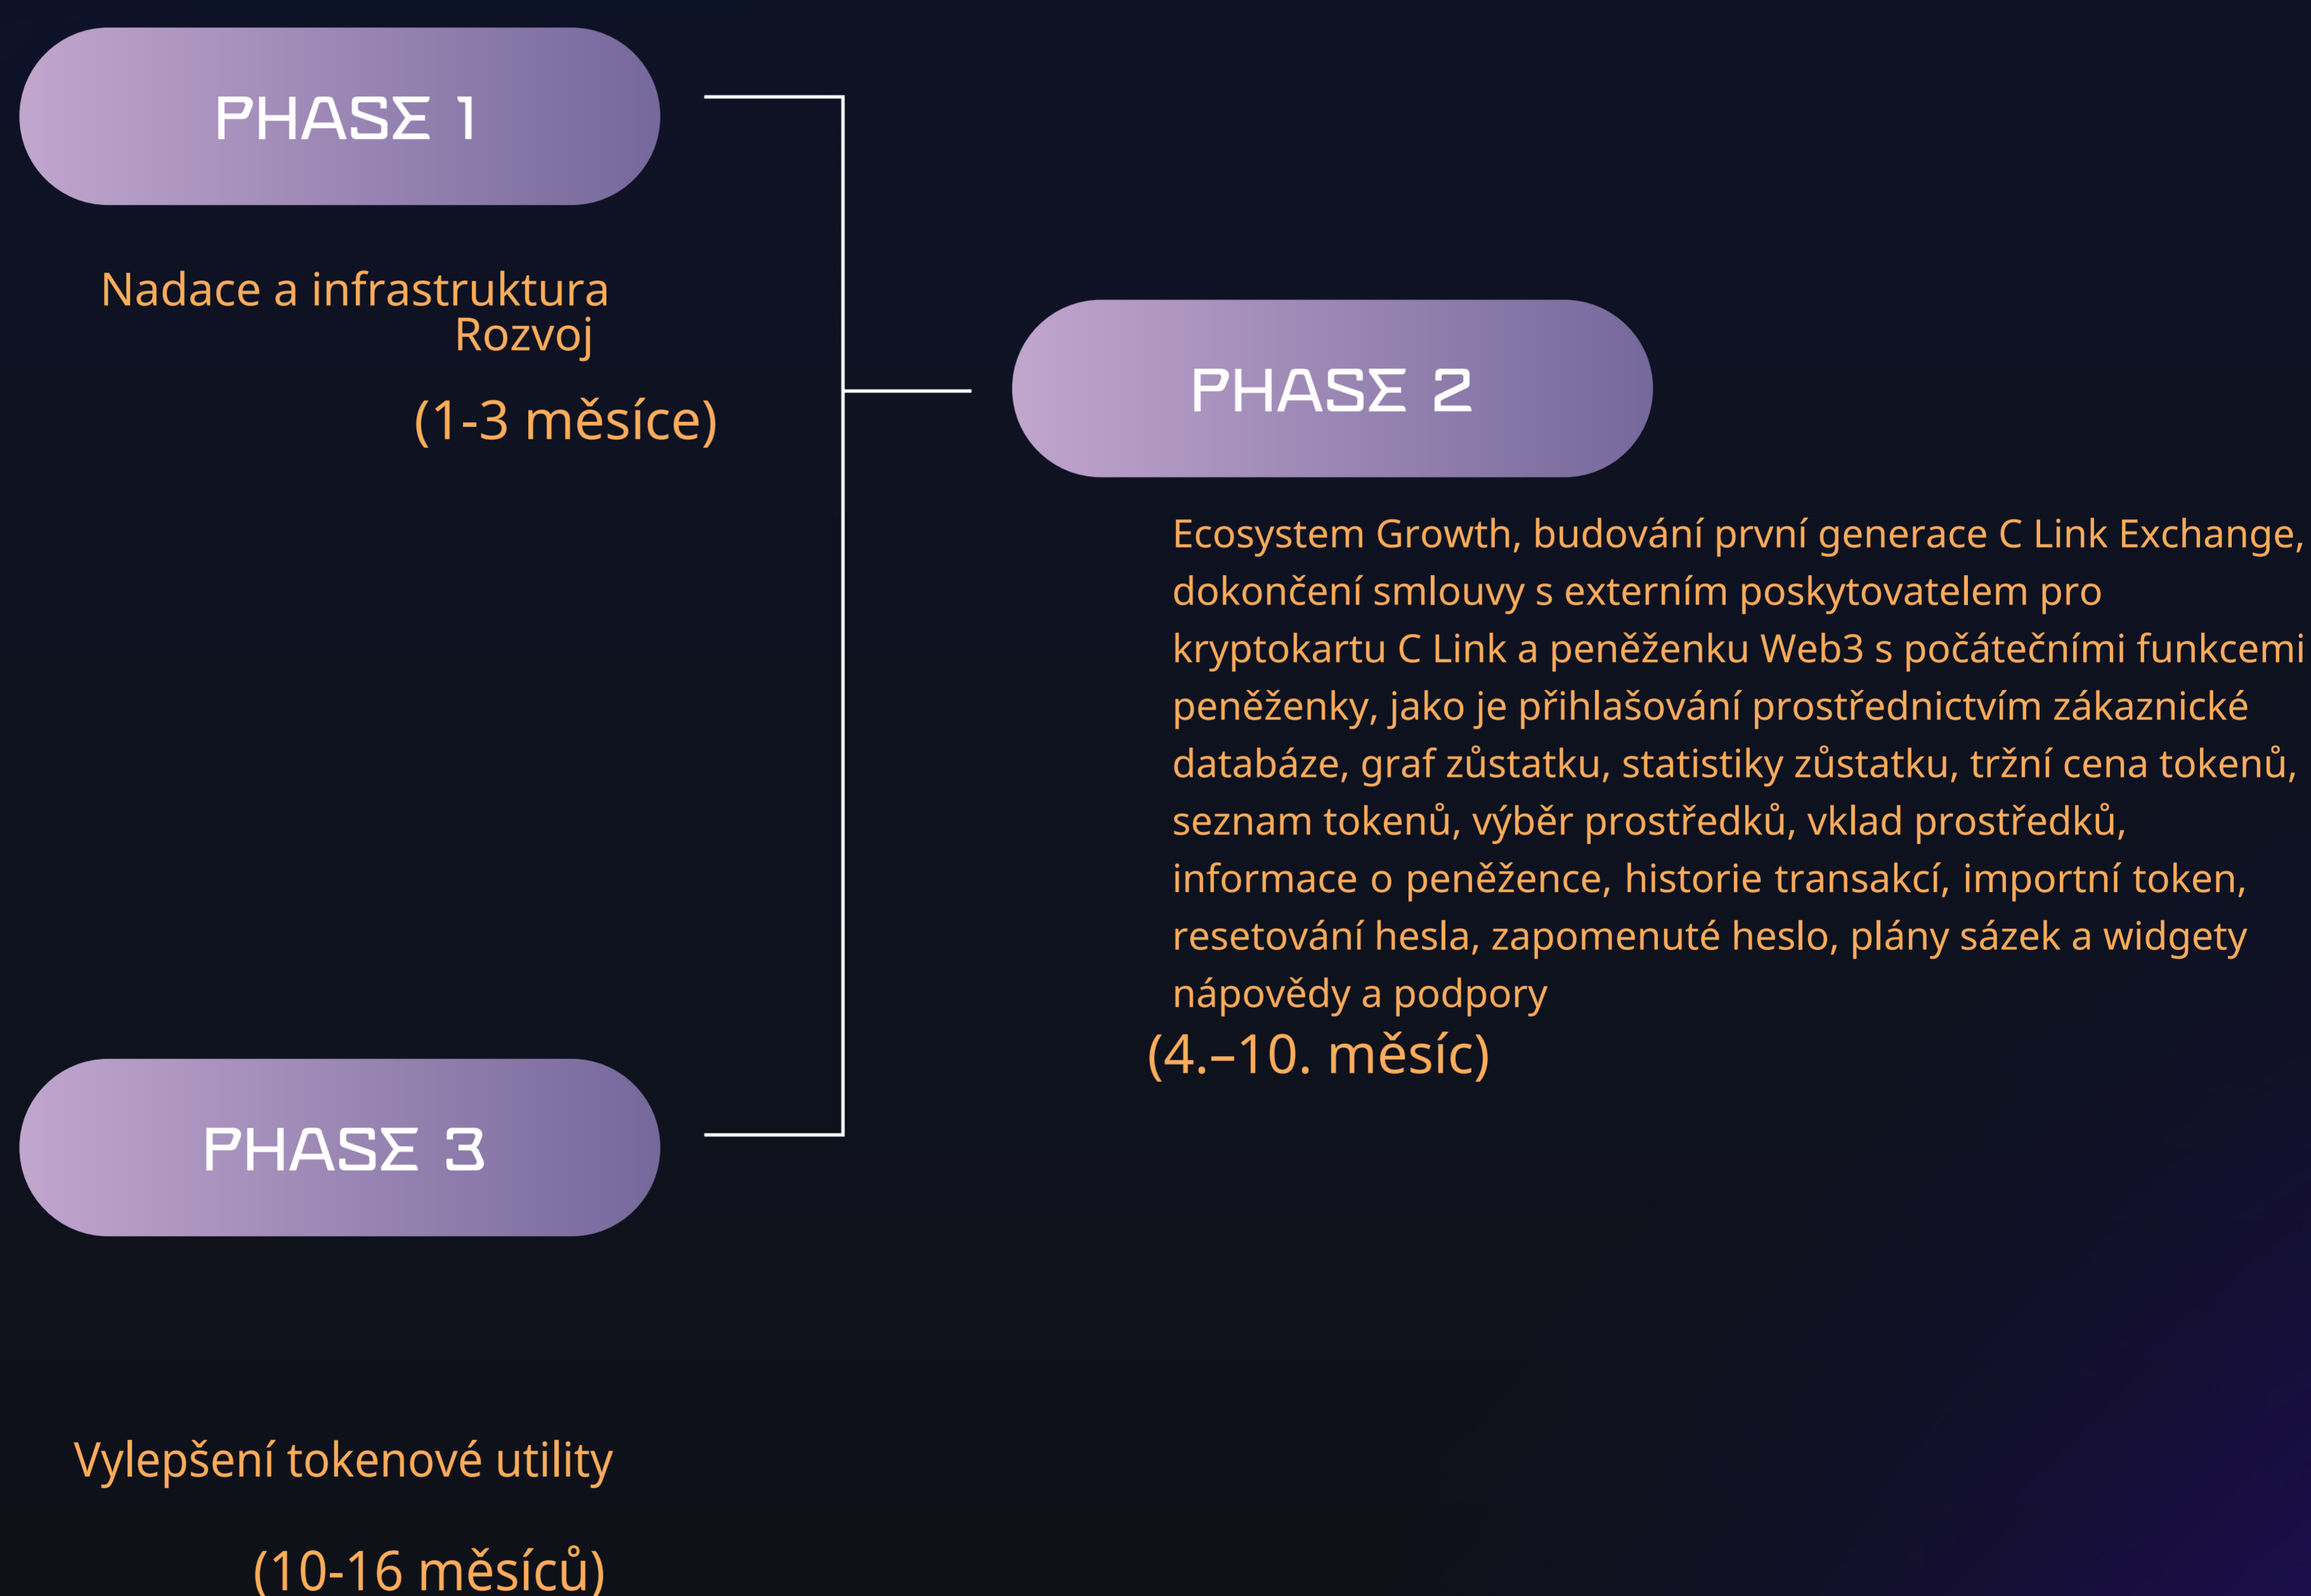 PHASE 1
Nadace a infrastruktura
Rozvoj
(1-3 měsíce)
PHASE 2
Ecosystem Growth, budování první generace C Link Exchange,
dokončení smlouvy s externím poskytovatelem pro
kryptokartu C Link a peněženku Web3 s počátečními funkcemi
peněženky, jako je přihlašování prostřednictvím zákaznické
databáze, graf zůstatku, statistiky zůstatku, tržní cena tokenů,
seznam tokenů, výběr prostředků, vklad prostředků,
informace o peněžence, historie transakcí, importní token,
resetování hesla, zapomenuté heslo, plány sázek a widgety
nápovědy a podpory
(4.–10. měsíc)
PHASE 3
Vylepšení tokenové utility
(10-16 měsíců)